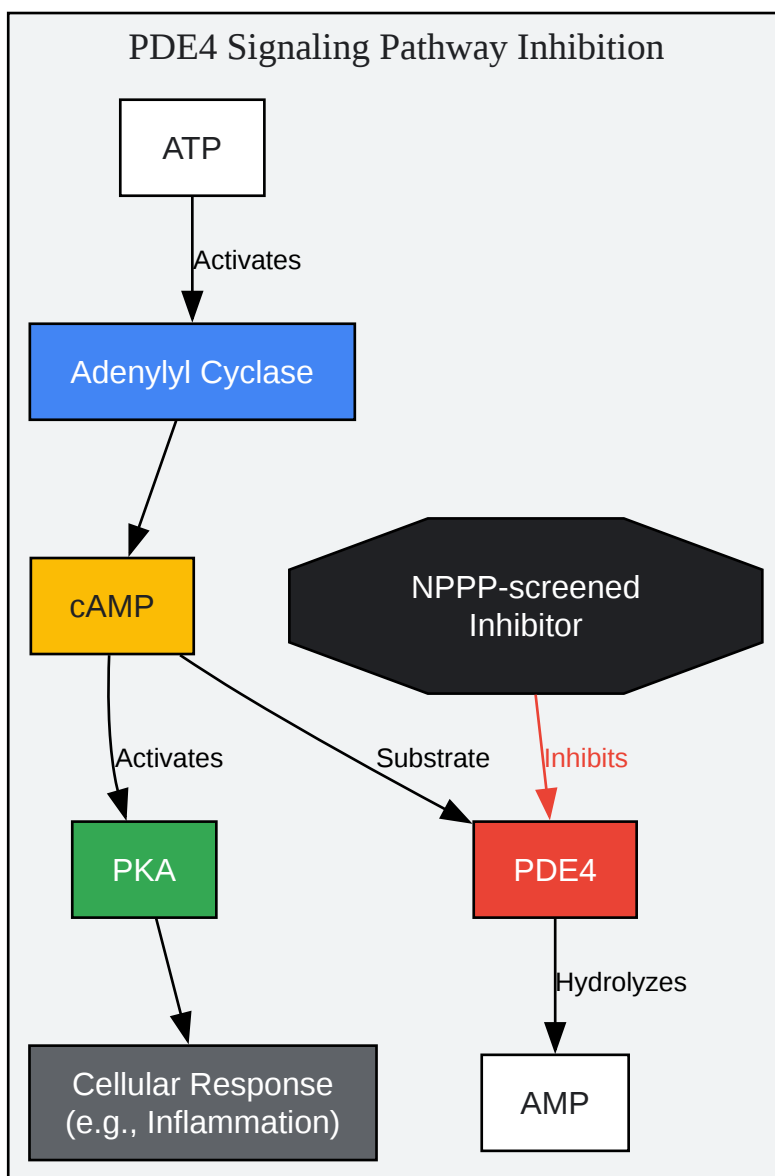 PDE4 Signaling Pathway Inhibition
ATP
Activates
Adenylyl Cyclase
cAMP
NPPP-screened
Inhibitor
Activates
Substrate
Inhibits
PKA
PDE4
Hydrolyzes
Cellular Response
(e.g., Inflammation)
AMP